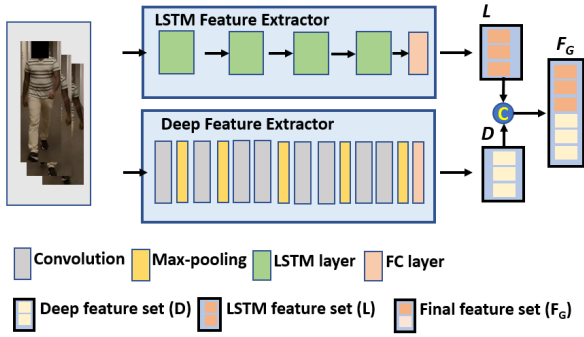 LSTM Feature Extractor
L
F_G
C
Deep Feature Extractor
D
Convolution
Max-pooling
LSTM layer
FC layer
Deep feature set (D)
LSTM feature set (L)
Final feature set (F_G)